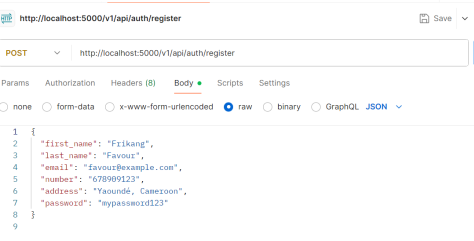 HTTP http://localhost:5000/v1/api/auth/register Save
POST http://localhost:5000/v1/api/auth/register
Params Authorization Headers (8) Body Scripts Settings
none form-data x-www-form-urlencoded raw binary GraphQL JSON
1 {
2 "first_name": "Frikang",
3 "last_name": "Favour",
4 "email": "favour@example.com",
5 "number": "678909123",
6 "address": "Yaoundé, Cameroon",
7 "password": "mypassword123"
8 }
9